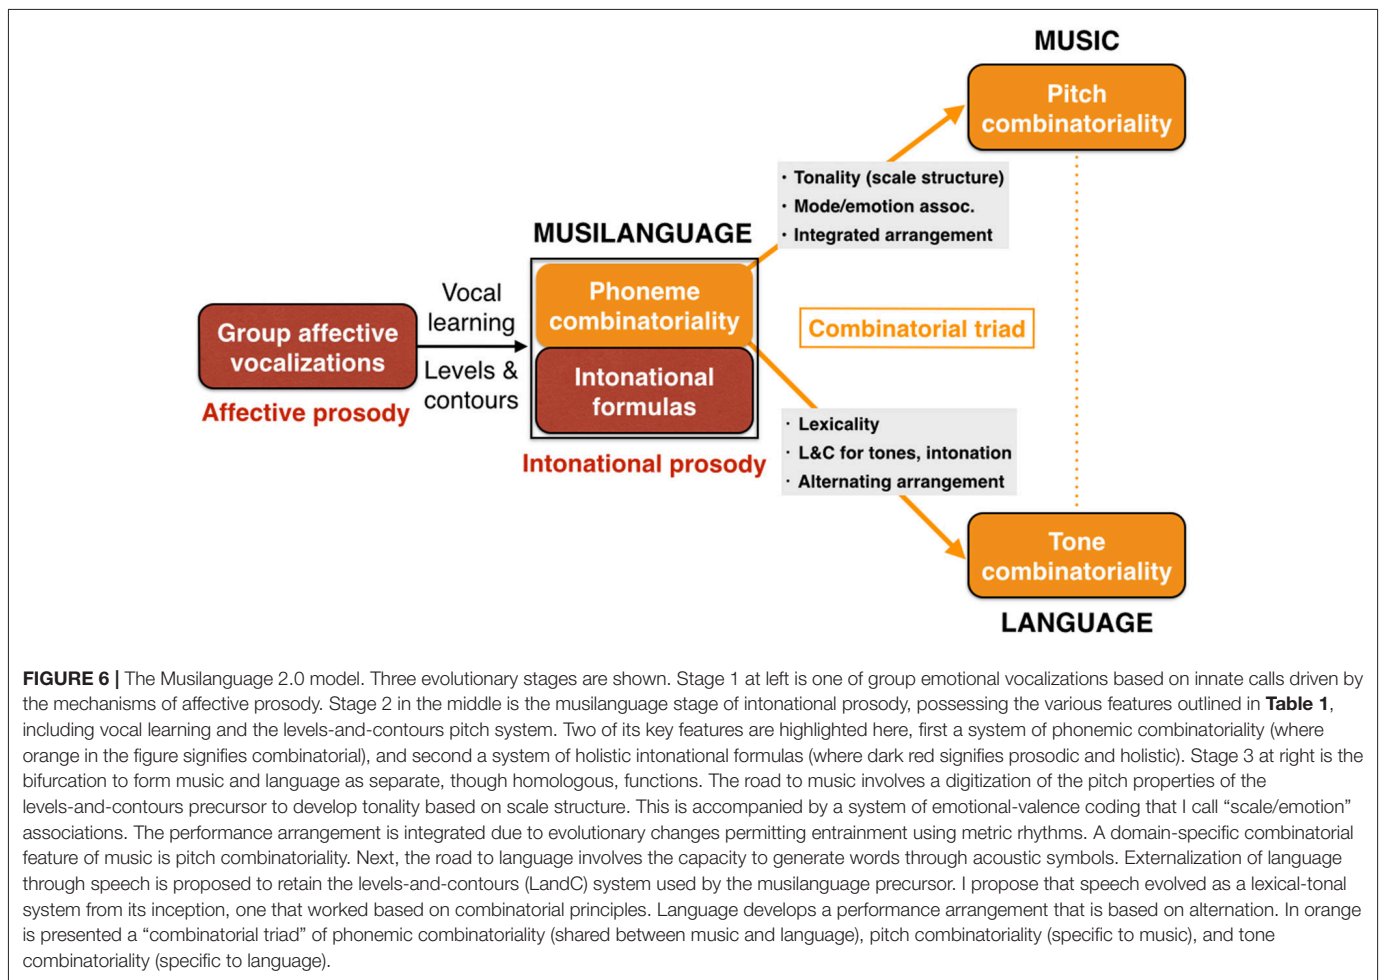 MUSIC
Pitch
combinatoriality
· Tonality (scale structure)
· Mode/emotion assoc.
· Integrated arrangement
MUSILANGUAGE
Phoneme
combinatoriality
Intonational
formulas
Intonational prosody
Vocal
learning
Levels &
contours
Group affective
vocalizations
Affective prosody
Combinatorial triad
· Lexicality
· L&C for tones, intonation
· Alternating arrangement
Tone
combinatoriality
LANGUAGE
FIGURE 6 | The Musilanguage 2.0 model. Three evolutionary stages are shown. Stage 1 at left is one of group emotional vocalizations based on innate calls driven by
the mechanisms of affective prosody. Stage 2 in the middle is the musilanguage stage of intonational prosody, possessing the various features outlined in Table 1,
including vocal learning and the levels-and-contours pitch system. Two of its key features are highlighted here, first a system of phonemic combinatoriality (where
orange in the figure signifies combinatorial), and second a system of holistic intonational formulas (where dark red signifies prosodic and holistic). Stage 3 at right is the
bifurcation to form music and language as separate, though homologous, functions. The road to music involves a digitization of the pitch properties of the
levels-and-contours precursor to develop tonality based on scale structure. This is accompanied by a system of emotional-valence coding that I call “scale/emotion”
associations. The performance arrangement is integrated due to evolutionary changes permitting entrainment using metric rhythms. A domain-specific combinatorial
feature of music is pitch combinatoriality. Next, the road to language involves the capacity to generate words through acoustic symbols. Externalization of language
through speech is proposed to retain the levels-and-contours (LandC) system used by the musilanguage precursor. I propose that speech evolved as a lexical-tonal
system from its inception, one that worked based on combinatorial principles. Language develops a performance arrangement that is based on alternation. In orange
is presented a “combinatorial triad” of phonemic combinatoriality (shared between music and language), pitch combinatoriality (specific to music), and tone
combinatoriality (specific to language).